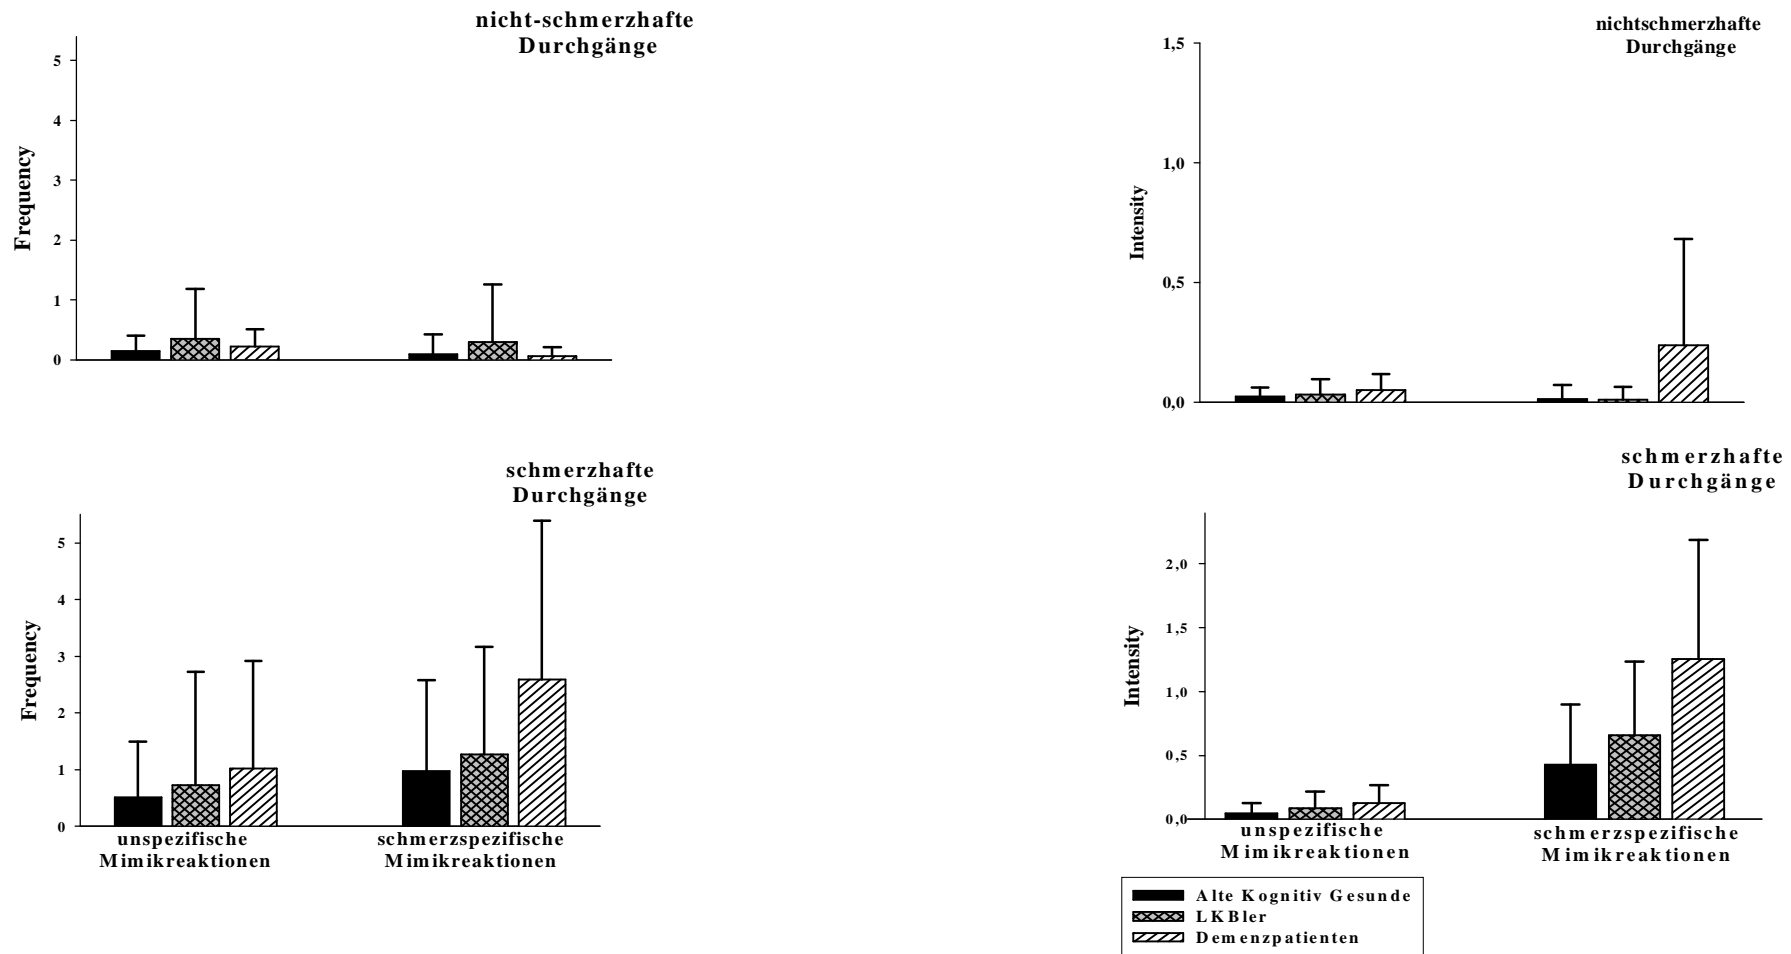 nicht-schmerzhafte
Durchgänge
5
4
3
2
1
0
Frequency
nichtschmerzhafte
Durchgänge
1,5
1,0
0,5
0,0
Intensity
schmerzhafte
Durchgänge
5
4
3
2
1
0
Frequency
unspezifische
Mimikreaktionen
schmerzspezifische
Mimikreaktionen
schmerzhafte
Durchgänge
2,0
1,5
1,0
0,5
0,0
Intensity
unspezifische
Mimikreaktionen
schmerzspezifische
Mimikreaktionen
Alte Kognitiv Gesunde
LKBler
Demenzpatienten